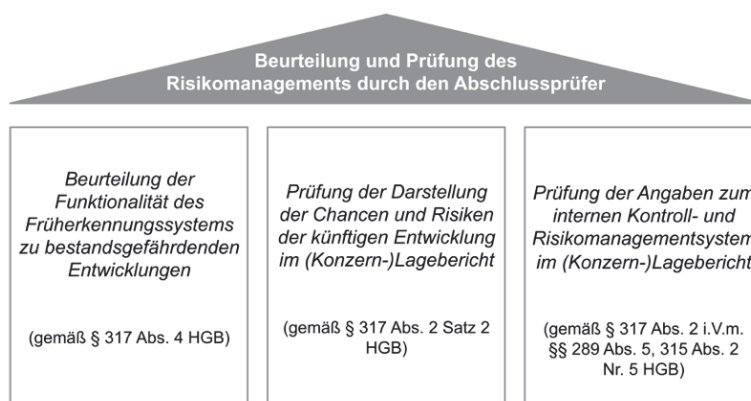 Beurteilung und Prüfung des
Risikomanagements durch den Abschlussprüfer
Beurteilung der
Funktionalität des
Früherkennungssystems
zu bestandsgefährdenden
Entwicklungen
(gemäß § 317 Abs. 4 HGB)
Prüfung der Darstellung
der Chancen und Risiken
der künftigen Entwicklung
im (Konzern-)Lagebericht
(gemäß § 317 Abs. 2 Satz 2
HGB)
Prüfung der Angaben zum
internen Kontroll- und
Risikomanagementsystem
im (Konzern-)Lagebericht
(gemäß § 317 Abs. 2 i.V.m.
§§ 289 Abs. 5, 315 Abs. 2
Nr. 5 HGB)